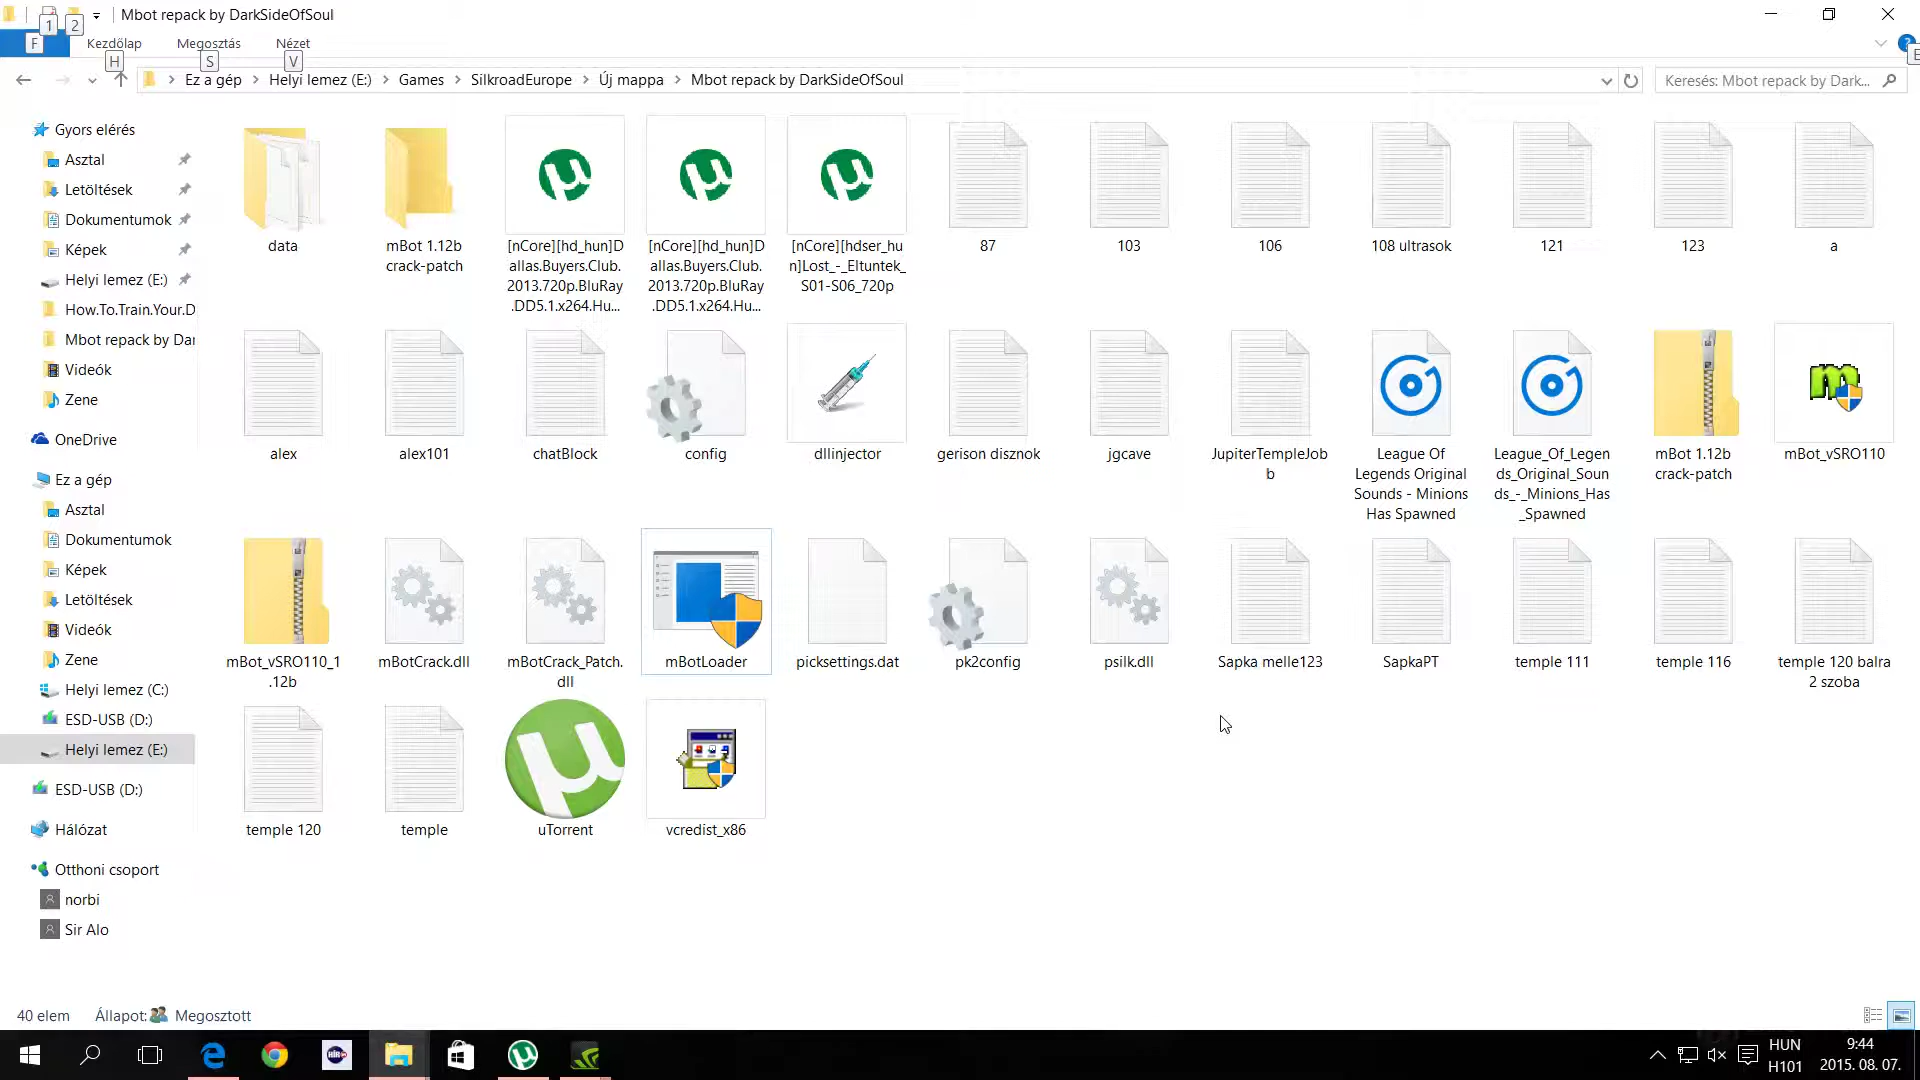 Mbot repack by DarkSideOfSoul
1
2
F
Kezdőlap
Megosztás
Nézet
H
S
V
E
Ez a gép
Helyi lemez (E:)
Games
SilkroadEurope
Új mappa
Mbot repack by DarkSideOfSoul
Keresés: Mbot repack by Dark...
Gyors elérés
Asztal
Letöltések
Dokumentumok
Képek
Helyi lemez (E:)
How.To.Train.Your.D
Mbot repack by Dar
Videók
Zene
OneDrive
Ez a gép
Asztal
Dokumentumok
Képek
Letöltések
Videók
Zene
Helyi lemez (C:)
ESD-USB (D:)
Helyi lemez (E:)
ESD-USB (D:)
Hálózat
Otthoni csoport
norbi
Sir Alo
data
mBot 1.12b
crack-patch
[nCore][hd_hun]D
allas.Buyers.Club.
2013.720p.BluRay
.DD5.1.x264.Hu...
[nCore][hd_hun]D
allas.Buyers.Club.
2013.720p.BluRay
.DD5.1.x264.Hu...
[nCore][hdser_hu
n]Lost_-_Eltuntek_
S01-S06_720p
87
103
106
108 ultrasok
121
123
a
alex
alex101
chatBlock
config
dllinjector
gerison disznok
jgcave
JupiterTempleJob
b
League Of
Legends Original
Sounds - Minions
Has Spawned
League_Of_Legen
ds_Original_Soun
ds_-_Minions_Has
_Spawned
mBot 1.12b
crack-patch
mBot_vSRO110
mBot_vSRO110_1
.12b
mBotCrack.dll
mBotCrack_Patch.
dll
mBotLoader
picksettings.dat
pk2config
psilk.dll
Sapka melle123
SapkaPT
temple 111
temple 116
temple 120 balra
2 szoba
temple 120
temple
uTorrent
vcredist_x86
40 elem
Állapot:
Megosztott
HUN
H101
9:44
2015. 08. 07.